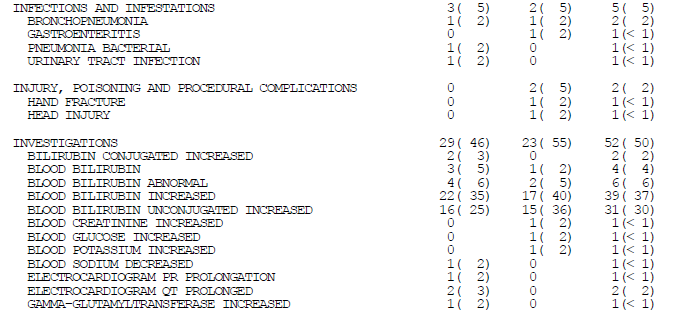 INFECTIONS AND INFESTATIONS 3( 5) 2( 5) 5( 5)
BRONCHOPNEUMONIA 1( 2) 1( 2) 2( 2)
GASTROENTERITIS 0 1( 2) 1(< 1)
PNEUMONIA BACTERIAL 1( 2) 0 1(< 1)
URINARY TRACT INFECTION 1( 2) 0 1(< 1)
INJURY, POISONING AND PROCEDURAL COMPLICATIONS 0 2( 5) 2( 2)
HAND FRACTURE 0 1( 2) 1(< 1)
HEAD INJURY 0 1( 2) 1(< 1)
INVESTIGATIONS 29( 46) 23( 55) 52( 50)
BILIRUBIN CONJUGATED INCREASED 2( 3) 0 2( 2)
BLOOD BILIRUBIN 3( 5) 1( 2) 4( 4)
BLOOD BILIRUBIN ABNORMAL 4( 6) 2( 5) 6( 6)
BLOOD BILIRUBIN INCREASED 22( 35) 17( 40) 39( 37)
BLOOD BILIRUBIN UNCONJUGATED INCREASED 16( 25) 15( 36) 31( 30)
BLOOD CREATININE INCREASED 0 1( 2) 1(< 1)
BLOOD GLUCOSE INCREASED 0 1( 2) 1(< 1)
BLOOD POTASSIUM INCREASED 0 1( 2) 1(< 1)
BLOOD SODIUM DECREASED 1( 2) 0 1(< 1)
ELECTROCARDIOGRAM PR PROLONGATION 1( 2) 0 1(< 1)
ELECTROCARDIOGRAM QT PROLONGED 2( 3) 0 2( 2)
GAMMA-GLUTAMYLTRANSFERASE INCREASED 1( 2) 0 1(< 1)